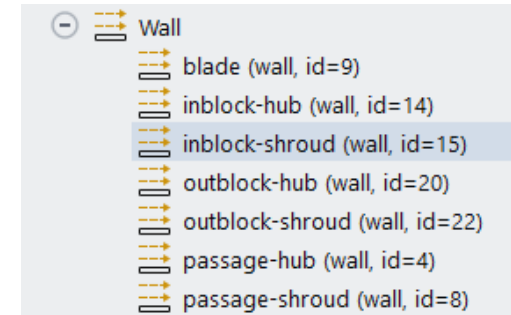 Wall
blade (wall, id=9)
inblock-hub (wall, id=14)
inblock-shroud (wall, id=15)
outblock-hub (wall, id=20)
outblock-shroud (wall, id=22)
passage-hub (wall, id=4)
passage-shroud (wall, id=8)